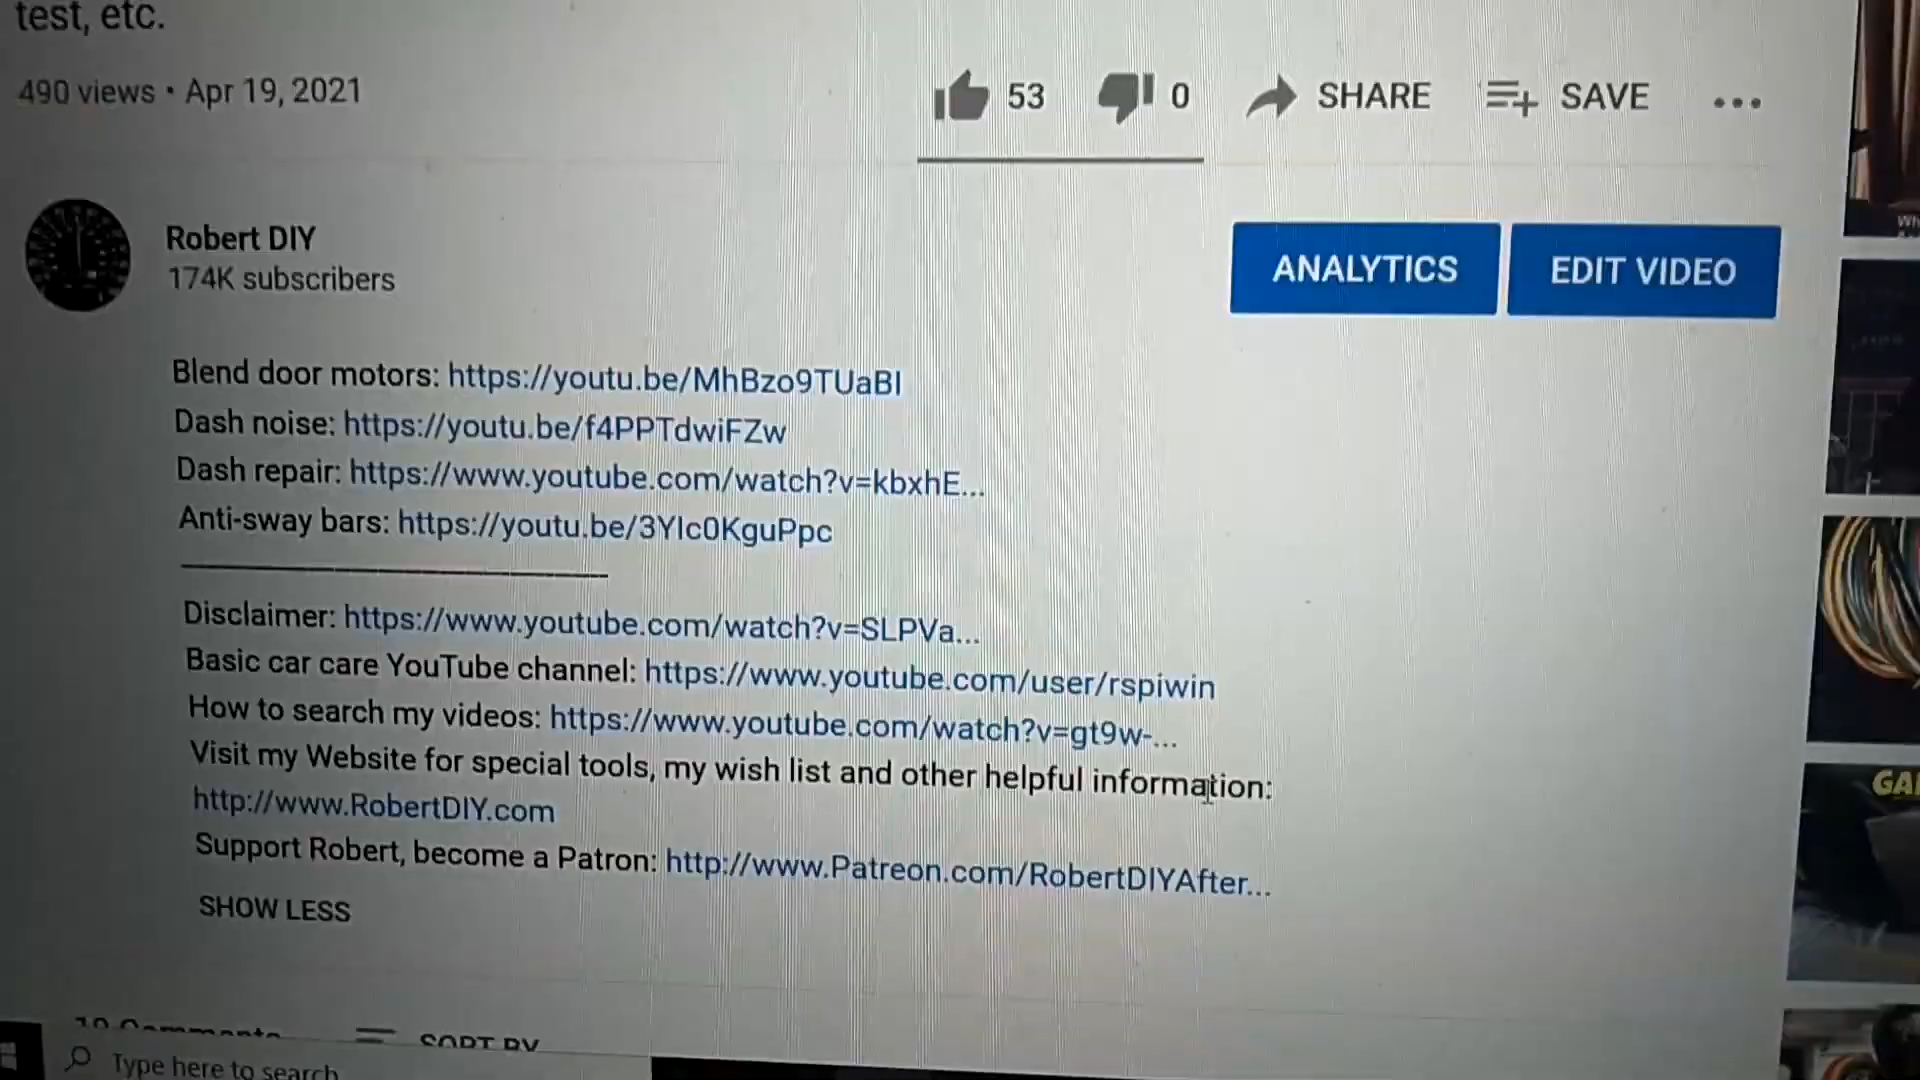 test, etc.
490 views • Apr 19, 2021
53 0 SHARE SAVE
Robert DIY
174K subscribers
ANALYTICS EDIT VIDEO
Blend door motors: https://youtu.be/MhBzo9TUaBI
Dash noise: https://youtu.be/f4PPTdwiFZw
Dash repair: https://www.youtube.com/watch?v=kbxhE...
Anti-sway bars: https://youtu.be/3YIc0KguPpc
Disclaimer: https://www.youtube.com/watch?v=SLPVa...
Basic car care YouTube channel: https://www.youtube.com/user/rspiwin
How to search my videos: https://www.youtube.com/watch?v=gt9w-...
Visit my Website for special tools, my wish list and other helpful information:
http://www.RobertDIY.com
Support Robert, become a Patron: http://www.Patreon.com/RobertDIYAfter...
SHOW LESS
Comments SORT BY
Type here to search